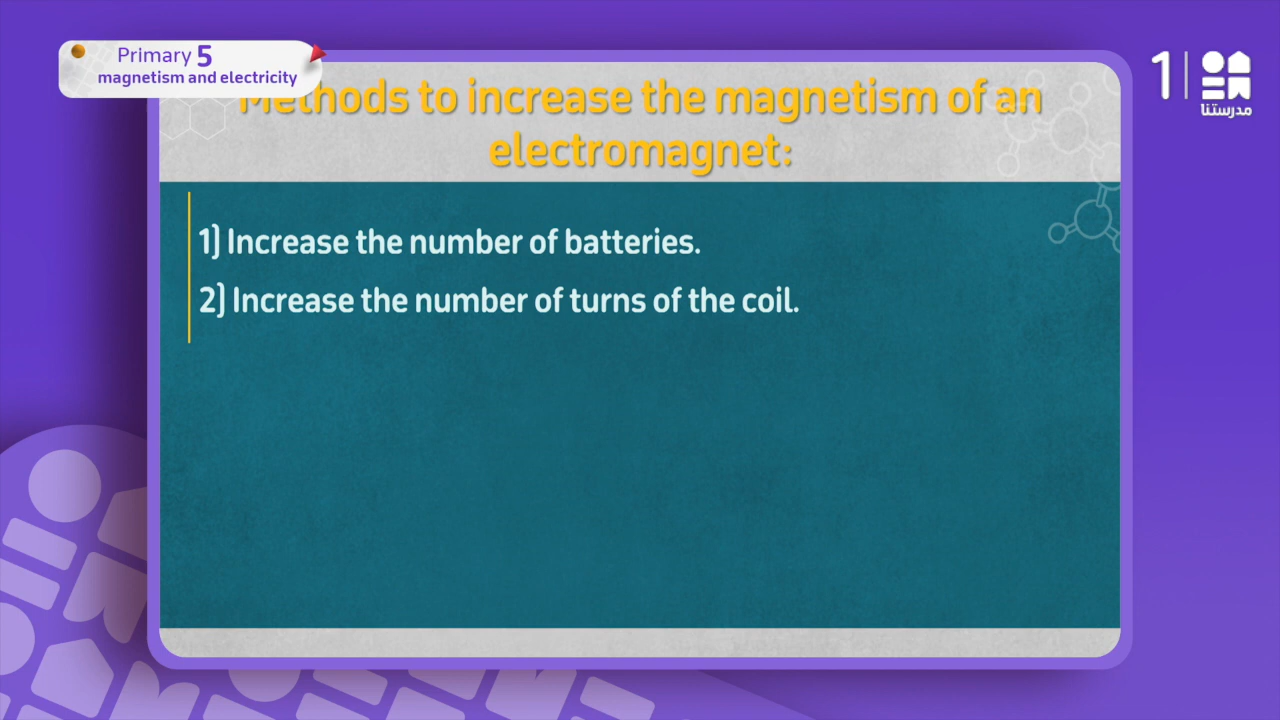 Primary 5
magnetism and electricity
Methods to increase the magnetism of an
electromagnet:
1) Increase the number of batteries.
2) Increase the number of turns of the coil.
1
مدرستنا